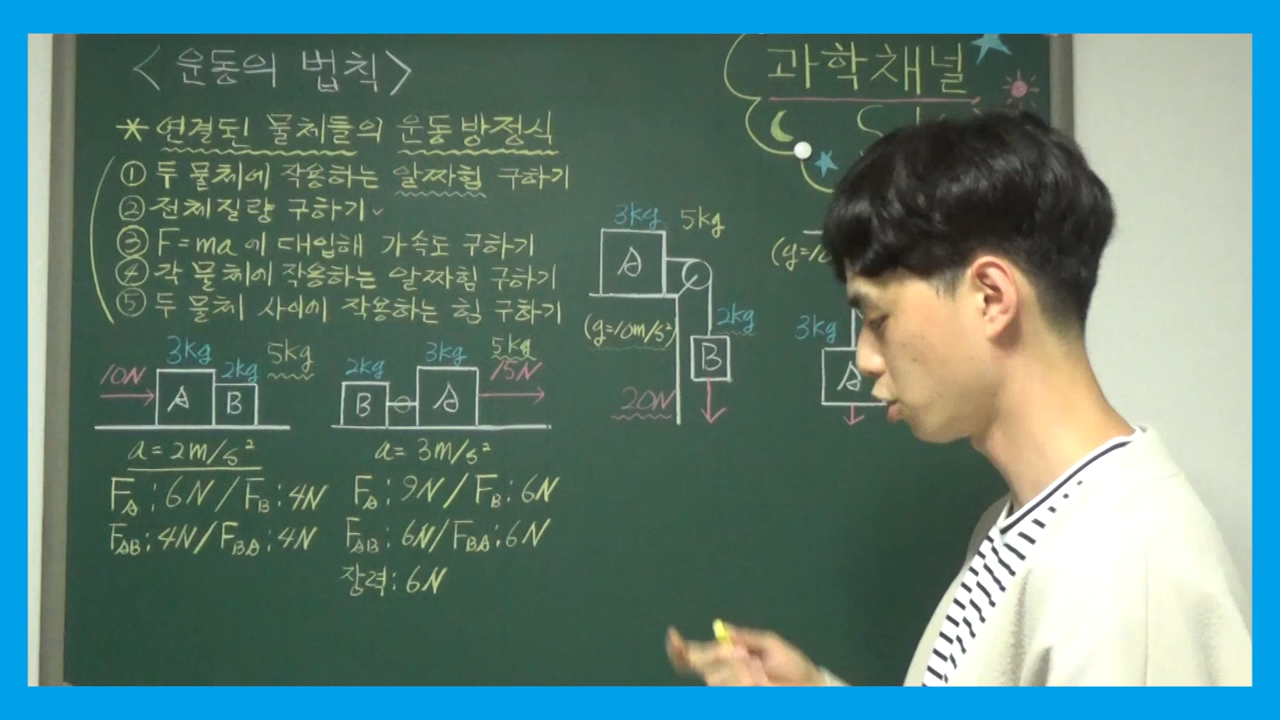 <운동의 법칙>
과학채널
* 연결된 물체들의 운동방정식
① 두 물체에 작용하는 알짜힘 구하기
② 전체질량 구하기
③ F=ma에 대입해 가속도 구하기
④ 각 물체에 작용하는 알짜힘 구하기
⑤ 두 물체 사이에 작용하는 힘 구하기
3kg
2kg
5kg
10N
A
B
a=2m/s²
F_A : 6N / F_B : 4N
F_AB : 4N / F_BA : 4N
2kg
3kg
5kg
15N
B
A
a=3m/s²
F_A : 9N / F_B : 6N
F_AB : 6N / F_BA : 6N
장력 : 6N
3kg
5kg
A
(g=10m/s²)
2kg
B
20N
3kg
A